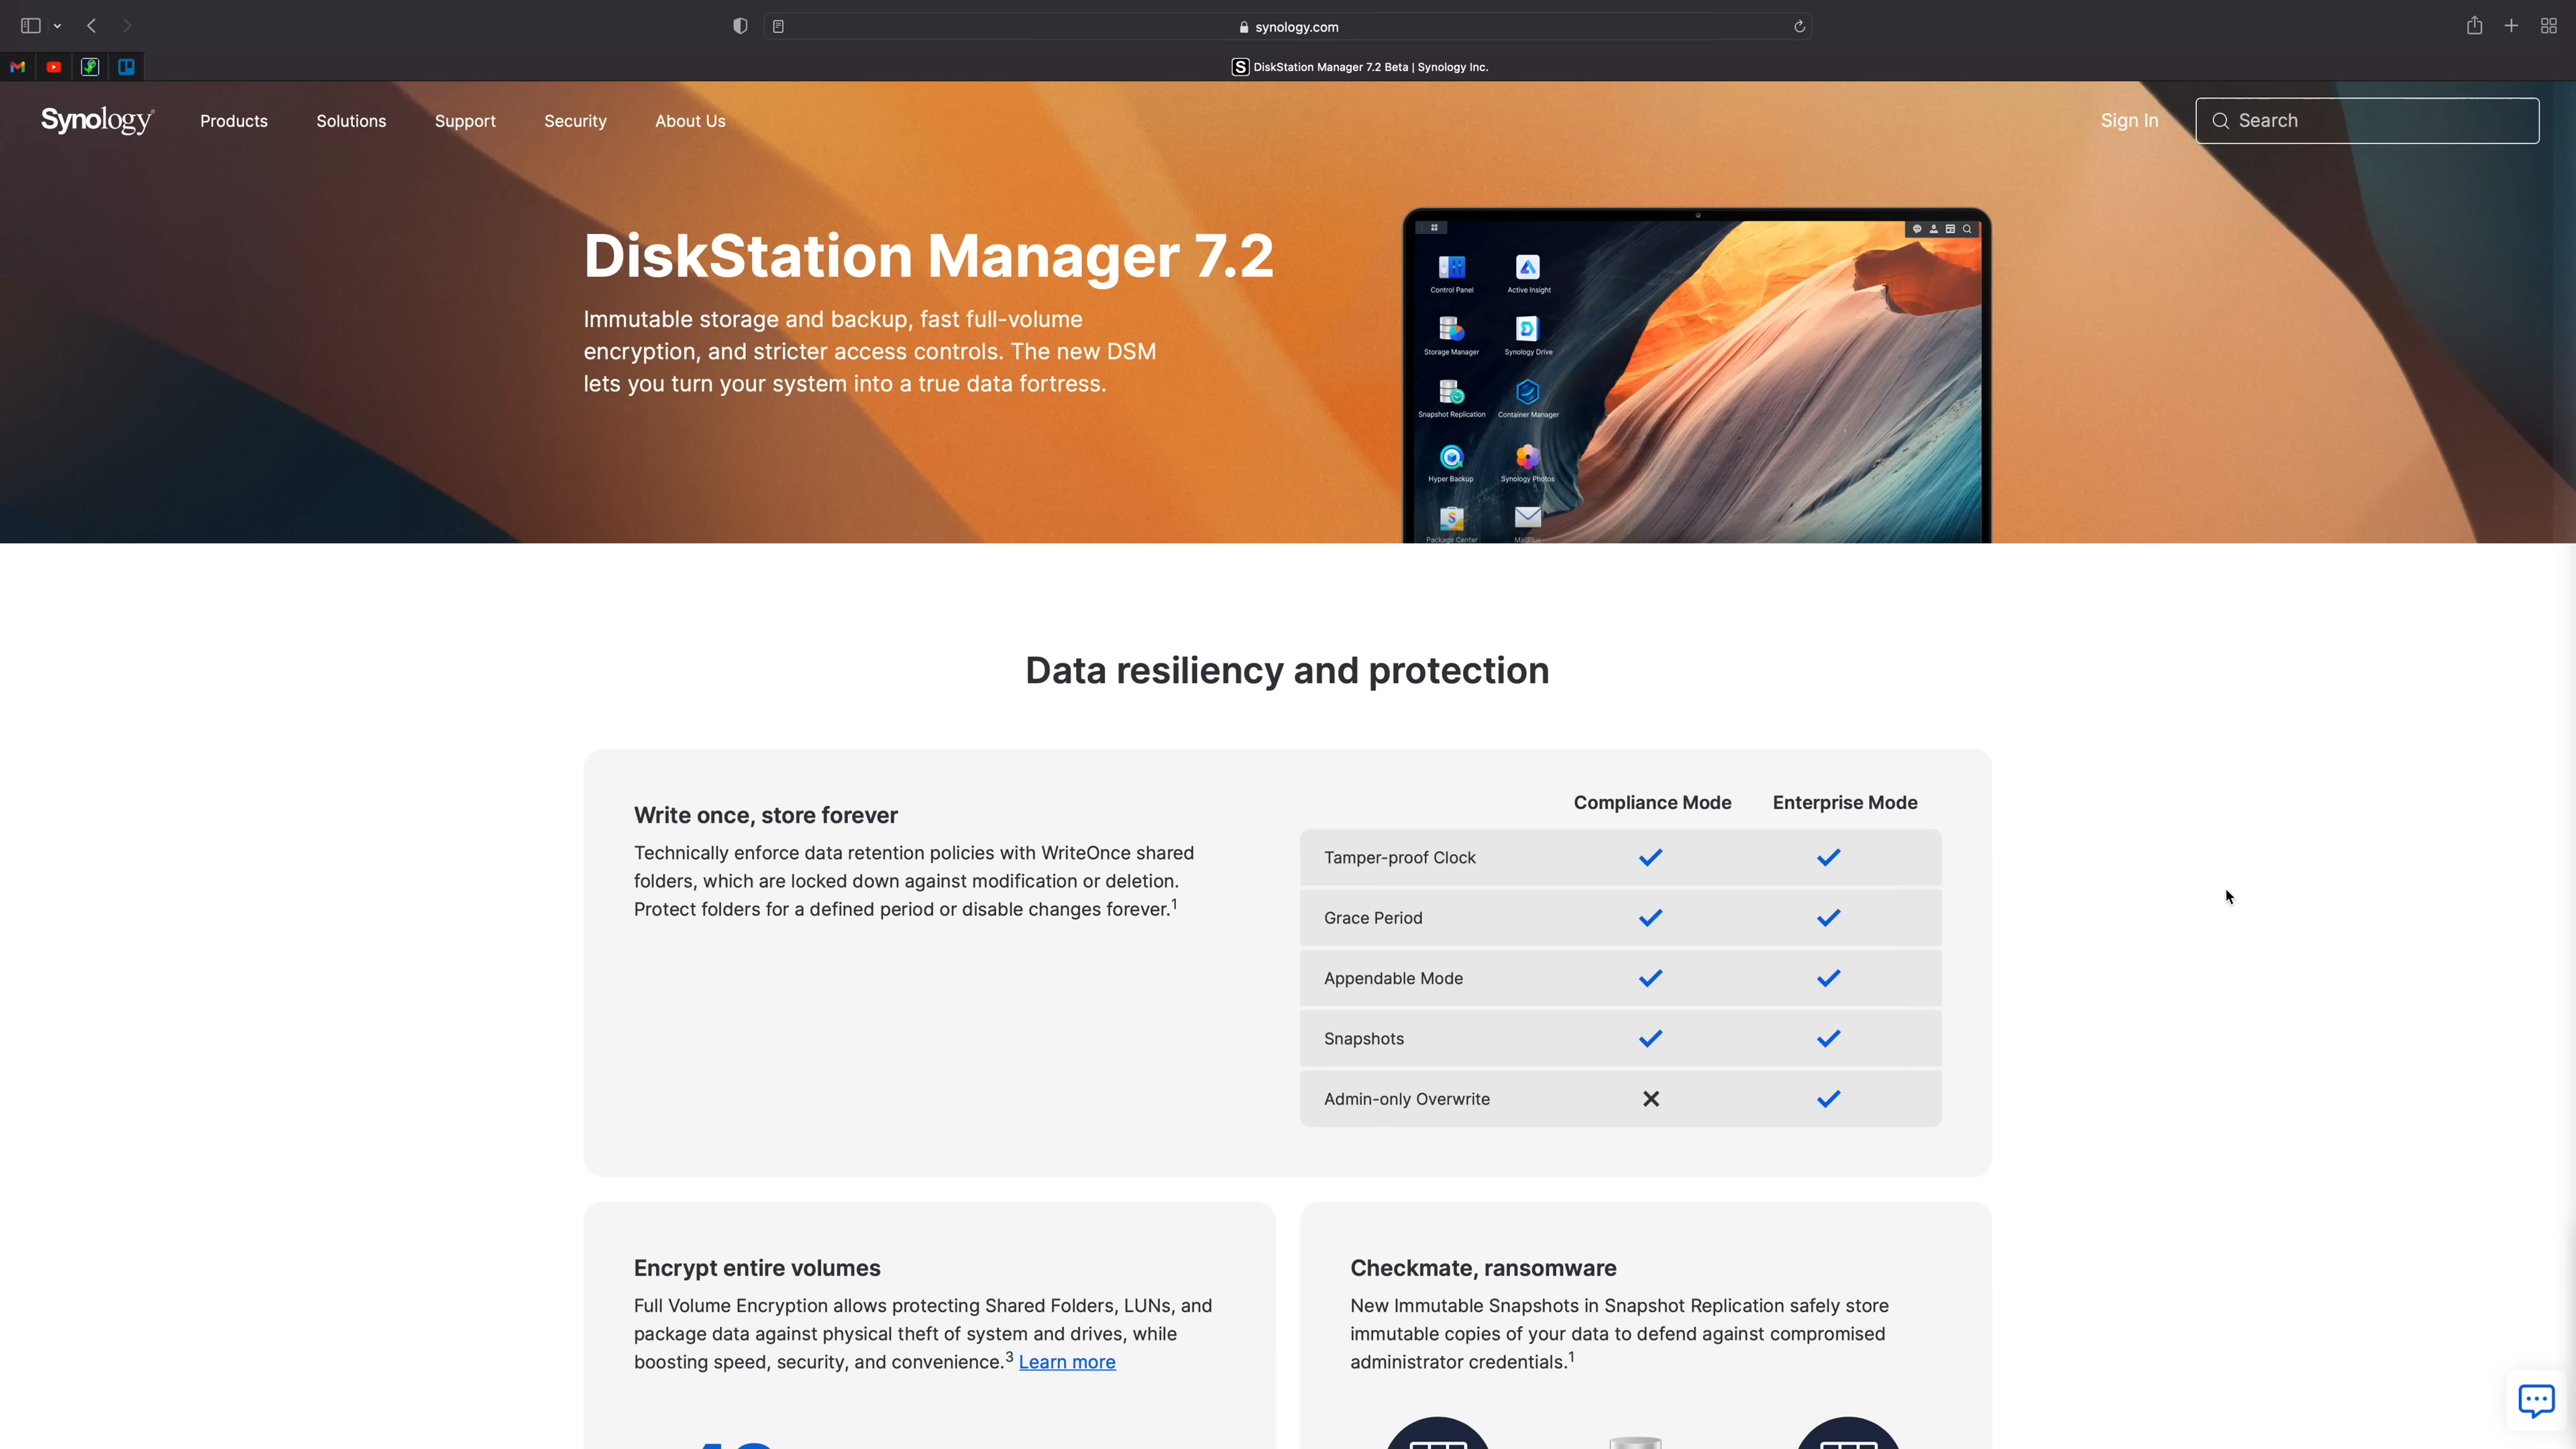 synology.com
DiskStation Manager 7.2 Beta | Synology Inc.
Synology
Products
Solutions
Support
Security
About Us
Sign In
Search
DiskStation Manager 7.2
Immutable storage and backup, fast full-volume
encryption, and stricter access controls. The new DSM
lets you turn your system into a true data fortress.
Control Panel
Active Insight
Storage Manager
Synology Drive
Snapshot Replication
Container Manager
Hyper Backup
Synology Photos
Package Center
MailPlus
Data resiliency and protection
Write once, store forever
Technically enforce data retention policies with WriteOnce shared
folders, which are locked down against modification or deletion.
Protect folders for a defined period or disable changes forever.1
Compliance Mode
Enterprise Mode
Tamper-proof Clock
Grace Period
Appendable Mode
Snapshots
Admin-only Overwrite
Encrypt entire volumes
Full Volume Encryption allows protecting Shared Folders, LUNs, and
package data against physical theft of system and drives, while
boosting speed, security, and convenience.3 Learn more
Checkmate, ransomware
New Immutable Snapshots in Snapshot Replication safely store
immutable copies of your data to defend against compromised
administrator credentials.1